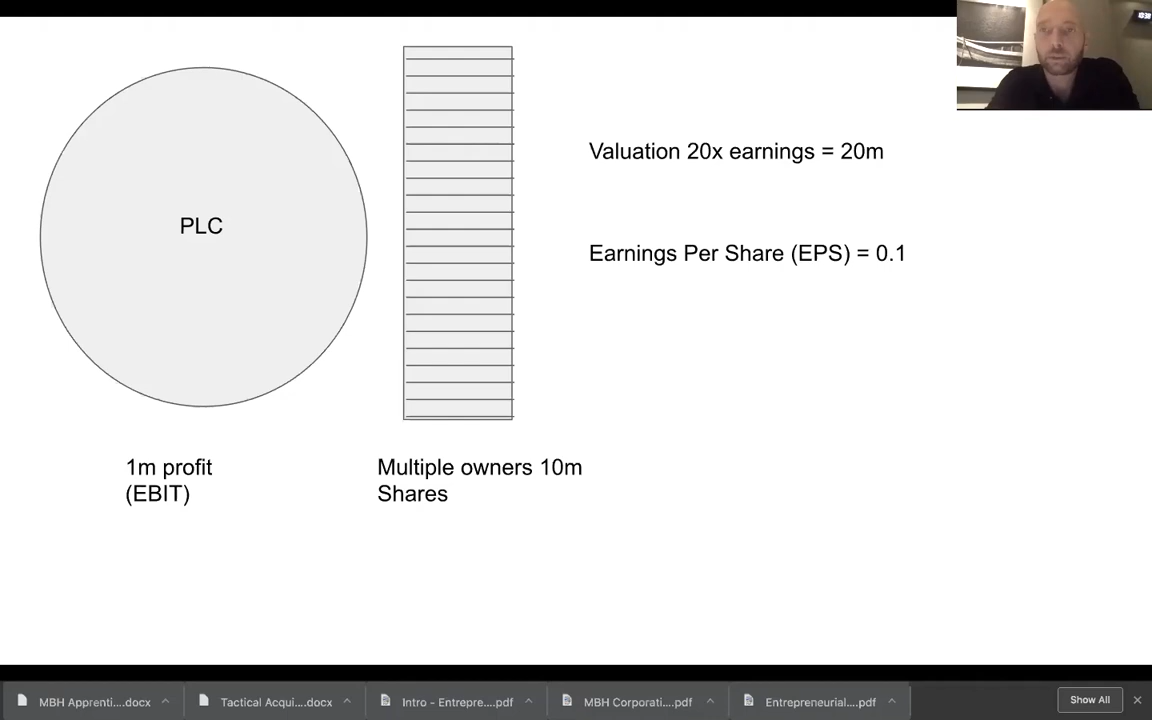 PLC
Valuation 20x earnings = 20m
Earnings Per Share (EPS) = 0.1
1m profit
(EBIT)
Multiple owners 10m
Shares
MBH Apprenti....docx
Tactical Acqui....docx
Intro - Entrepre....pdf
MBH Corporati....pdf
Entrepreneurial....pdf
Show All